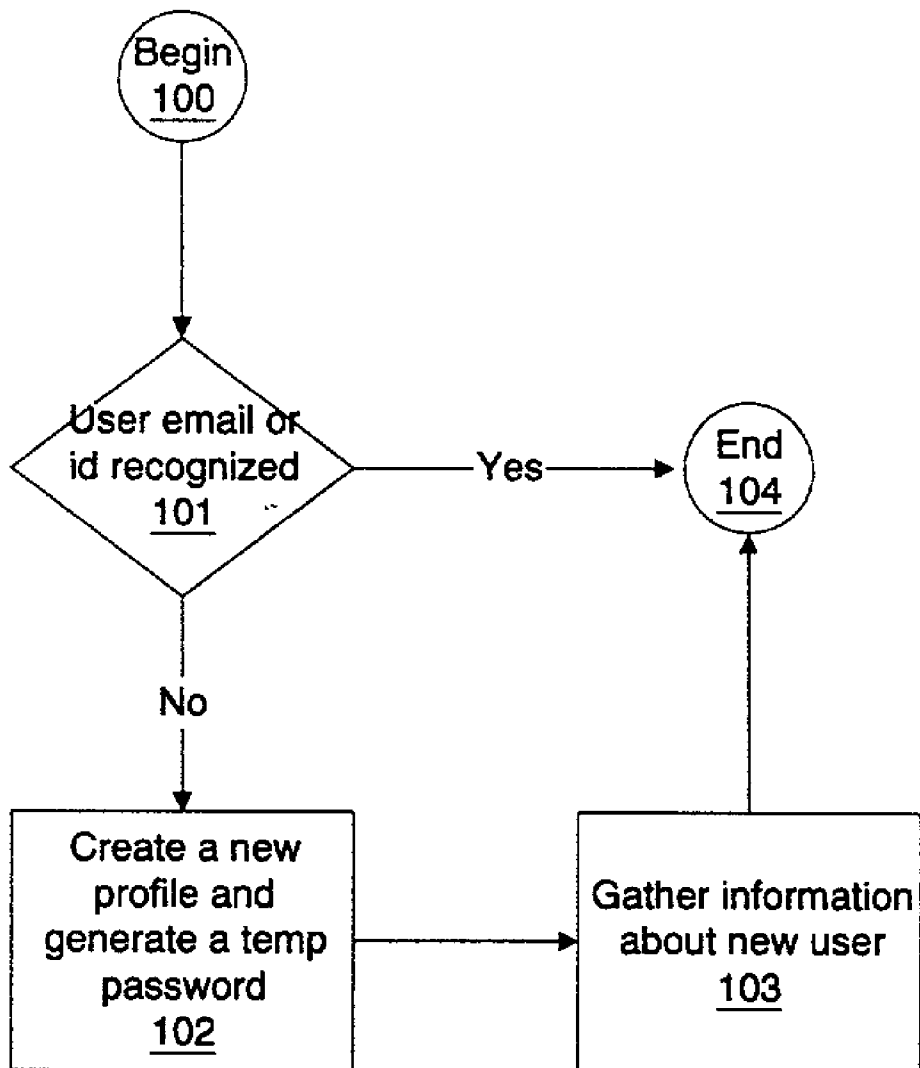 Begin
100
User email or
id recognized
101
Yes
End
104
No
Create a new
profile and
generate a temp
password
102
Gather information
about new user
103